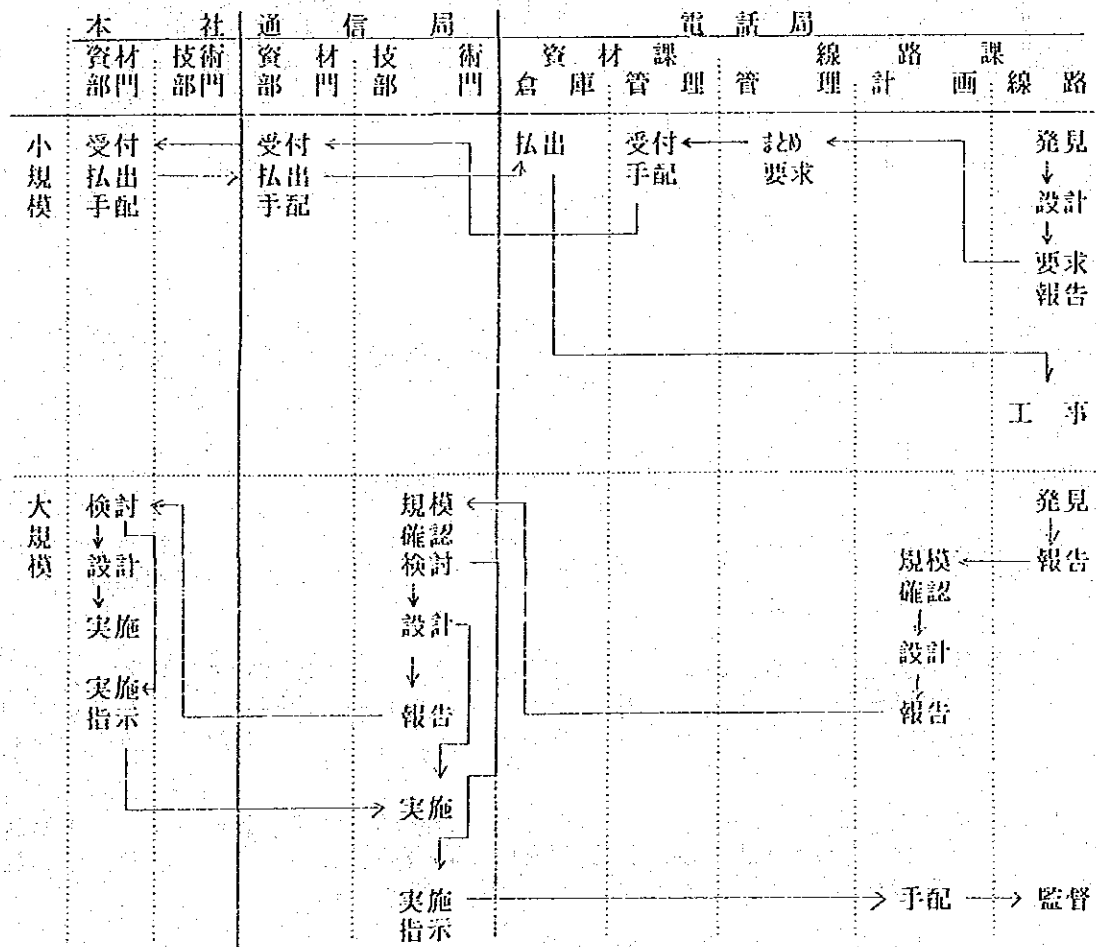 本社 通信局 電話局
資材課 線路課
資材部門 技術部門 資材部門 技術部門 倉庫 管理 管理 計画 線路
小規模 受付 受付 払出 受付 まとめ 発見
払出 払出 手配 要求
手配 手配 設計
要求
報告
工事
大規模 検討 規模 発見
確認
設計 検討 規模 報告
確認
実施 設計
設計
実施
指示 報告 報告
実施
実施 手配 監督
指示